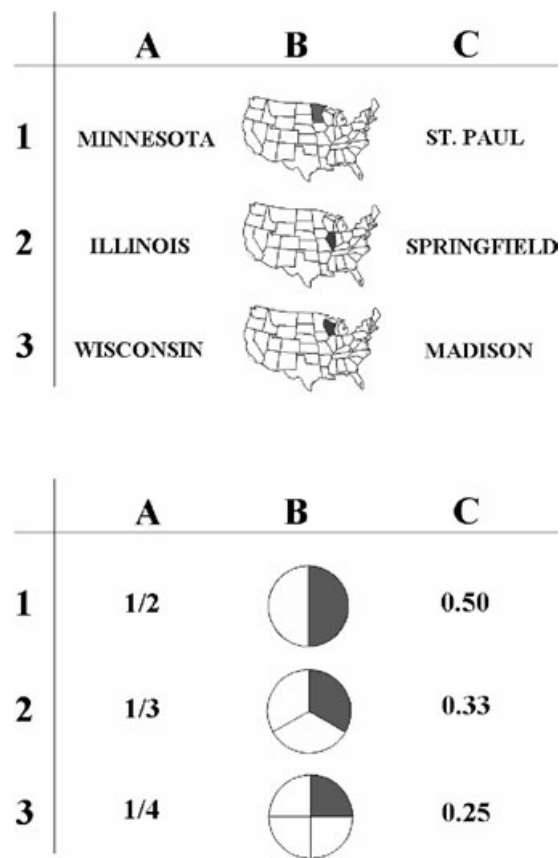 A B C
1 MINNESOTA ST. PAUL
2 ILLINOIS SPRINGFIELD
3 WISCONSIN MADISON
A B C
1 1/2 0.50
2 1/3 0.33
3 1/4 0.25